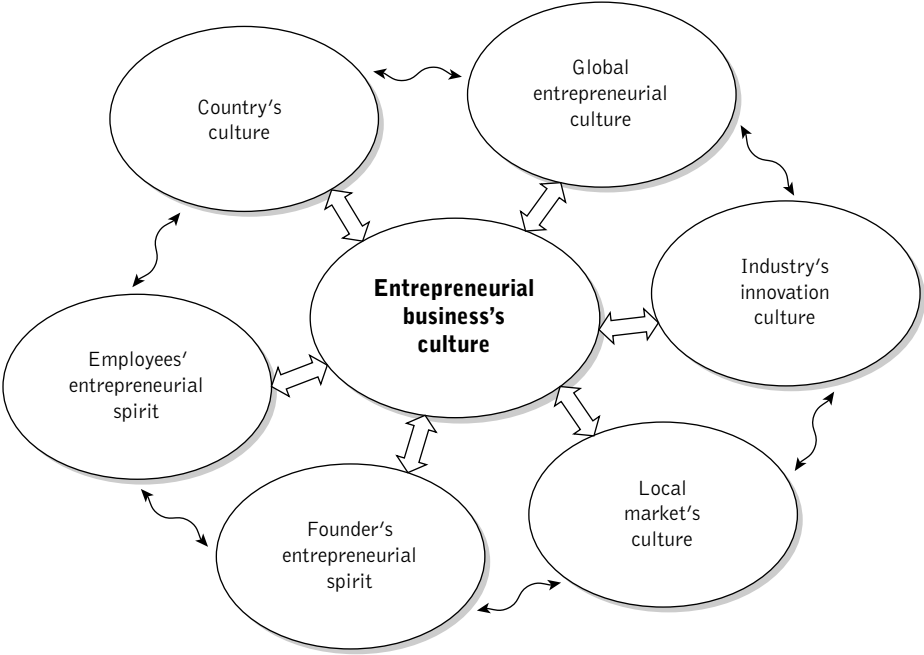 Country's
culture
Global
entrepreneurial
culture
Entrepreneurial
business's
culture
Industry's
innovation
culture
Employees'
entrepreneurial
spirit
Founder's
entrepreneurial
spirit
Local
market's
culture